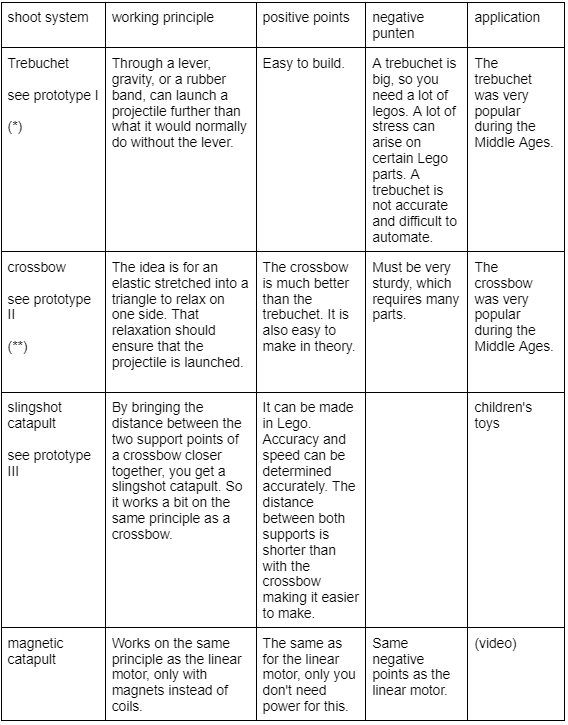 shoot system
working principle
positive points
negative
punten
application
Trebuchet
see prototype I
(*)
Through a lever,
gravity, or a rubber
band, can launch a
projectile further than
what it would normally
do without the lever.
Easy to build.
A trebuchet is
big, so you
need a lot of
legos. A lot of
stress can
arise on
certain Lego
parts. A
trebuchet is
not accurate
and difficult to
automate.
The
trebuchet
was very
popular
during the
Middle Ages.
crossbow
see prototype
II
(**)
The idea is for an
elastic stretched into a
triangle to relax on
one side. That
relaxation should
ensure that the
projectile is launched.
The crossbow
is much better
than the
trebuchet. It is
also easy to
make in theory.
Must be very
sturdy, which
requires many
parts.
The
crossbow
was very
popular
during the
Middle Ages.
slingshot
catapult
see prototype
III
By bringing the
distance between the
two support points of
a crossbow closer
together, you get a
slingshot catapult. So
it works a bit on the
same principle as a
crossbow.
It can be made
in Lego.
Accuracy and
speed can be
determined
accurately. The
distance
between both
supports is
shorter than
with the
crossbow
making it easier
to make.
children's
toys
magnetic
catapult
Works on the same
principle as the linear
motor, only with
magnets instead of
coils.
The same as
for the linear
motor, only you
don't need
power for this.
Same
negative
points as the
linear motor.
(video)